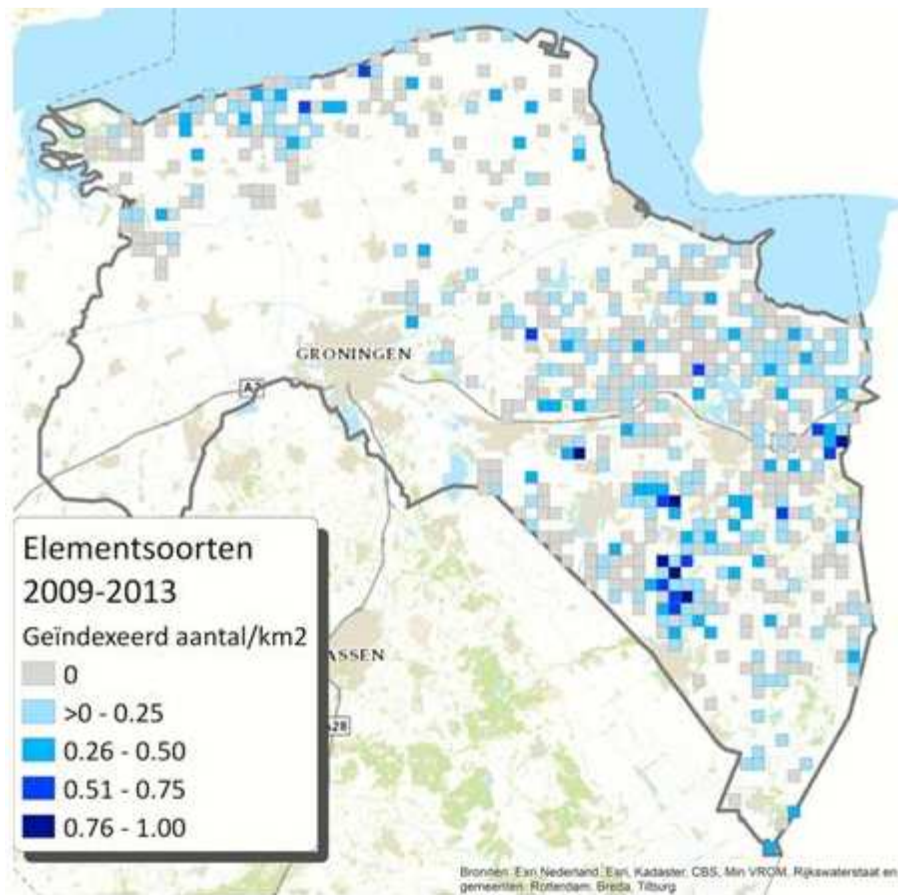 GRONINGEN
A7
Elementsoorten
2009-2013
Geïndexeerd aantal/km2
0
>0 - 0.25
0.26 - 0.50
0.51 - 0.75
0.76 - 1.00
ASSEN
A28
Bronnen: Esri Nederland, Esri, Kadaster, CBS, Min VROM, Rijkswaterstaat en
gemeenten: Rotterdam, Breda, Tilburg